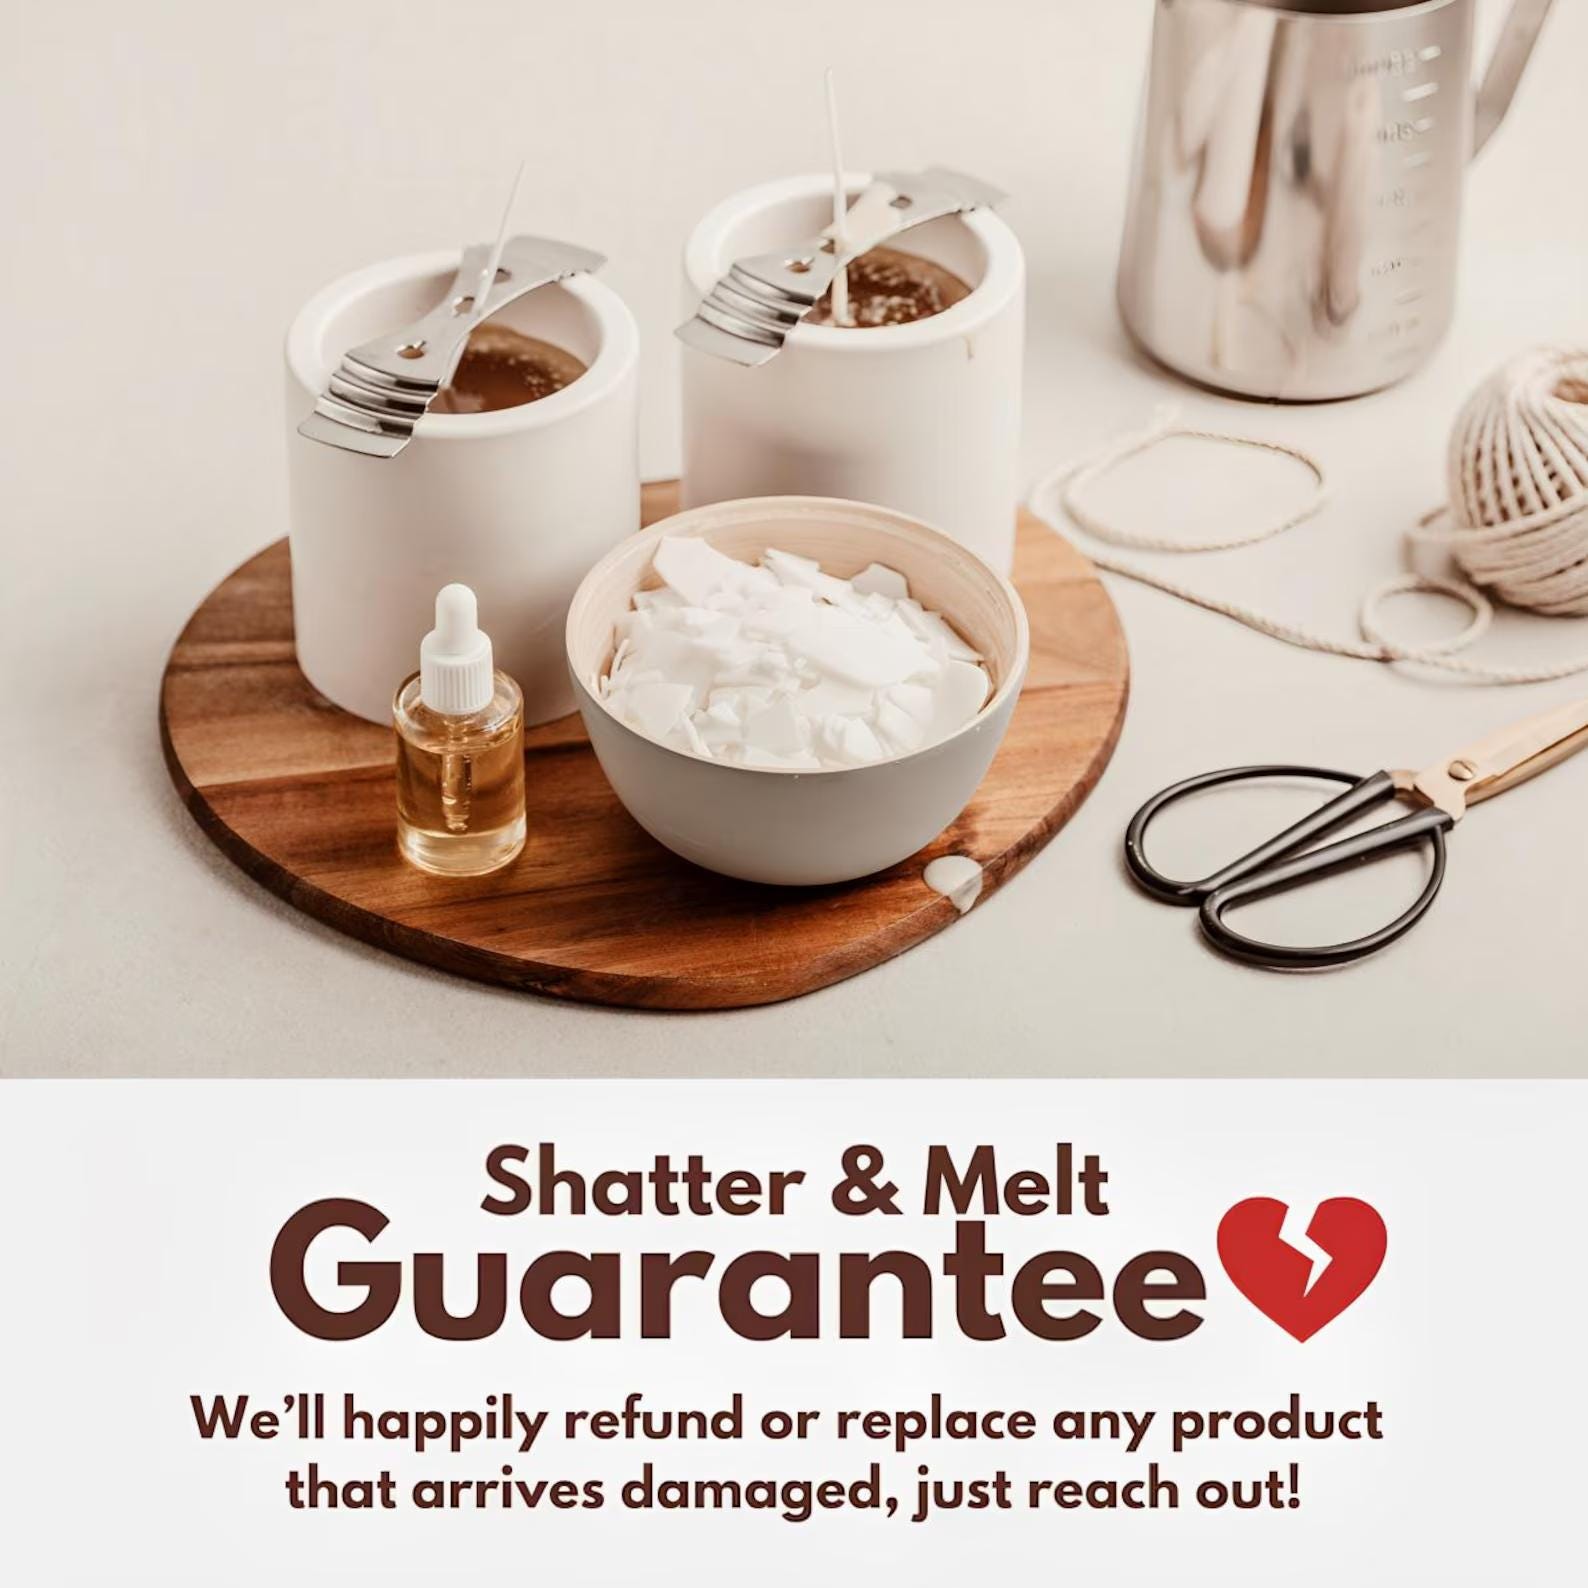 Shatter & Melt
Guarantee
We'll happily refund or replace any product
that arrives damaged, just reach out!